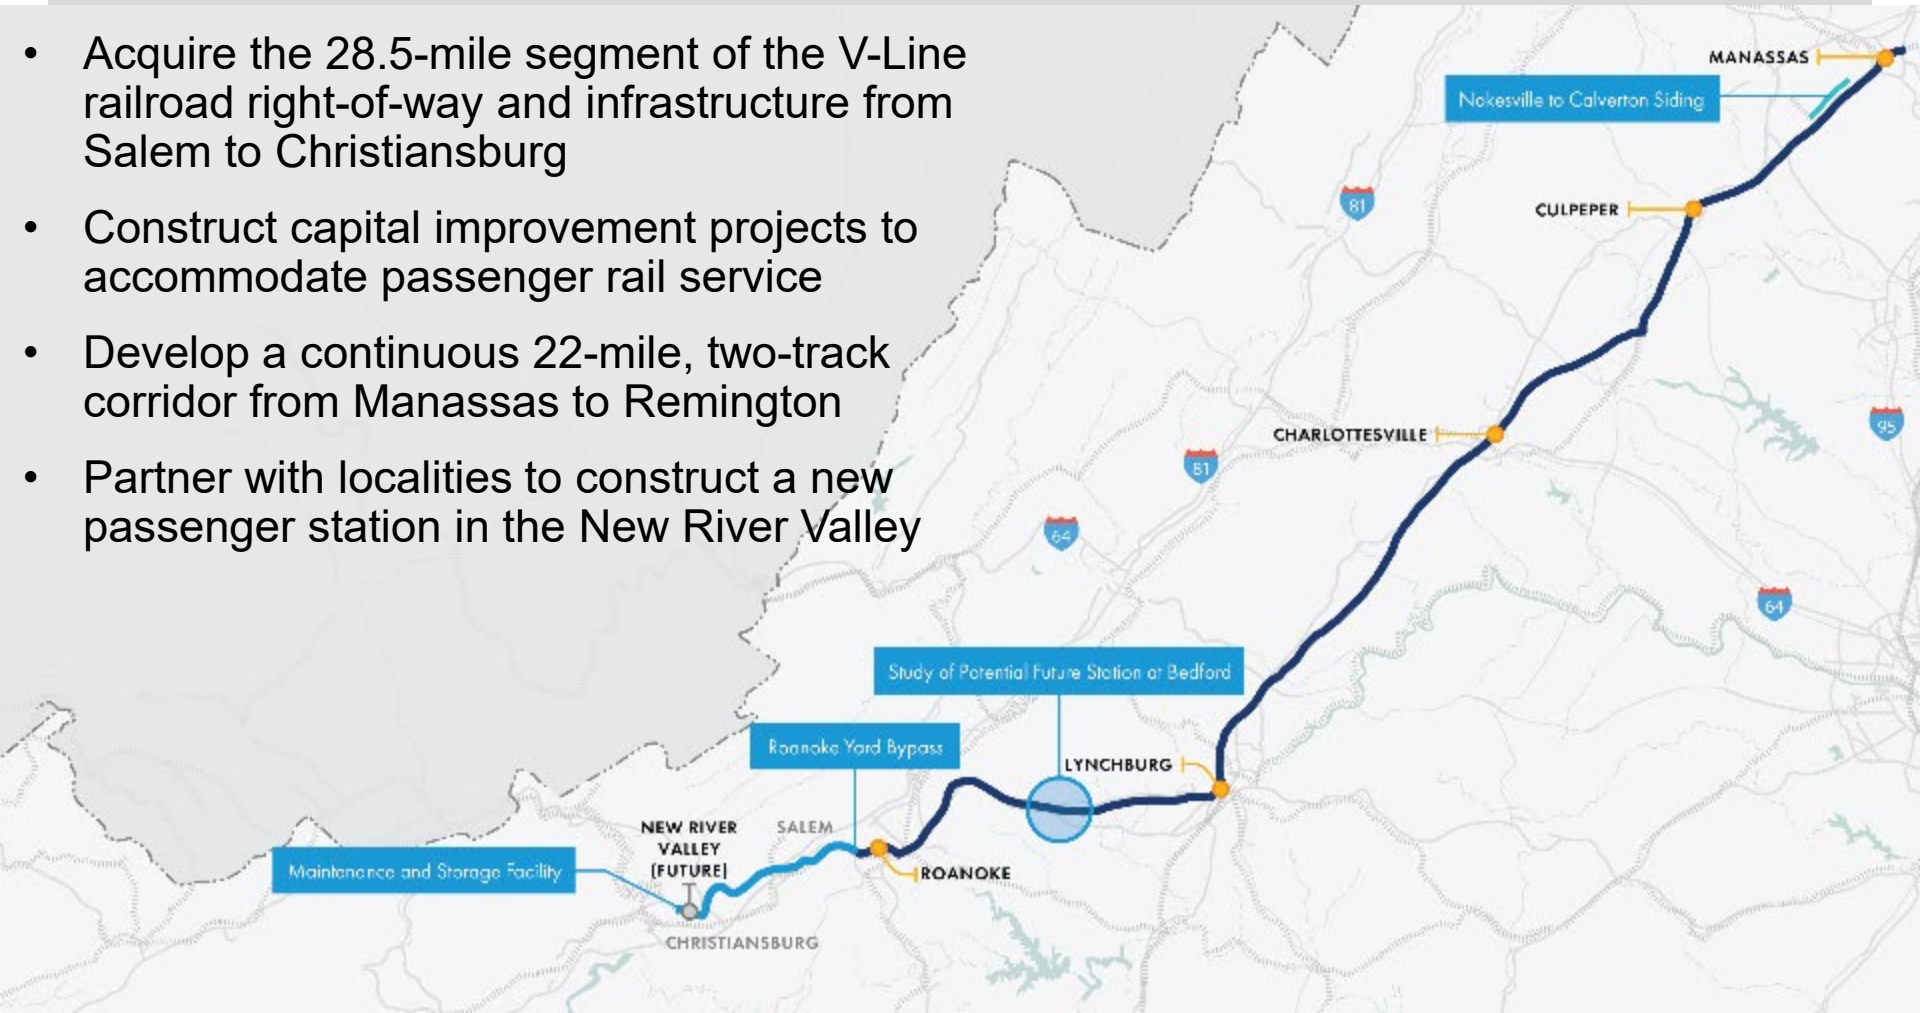 • Acquire the 28.5-mile segment of the V-Line
railroad right-of-way and infrastructure from
Salem to Christiansburg
• Construct capital improvement projects to
accommodate passenger rail service
• Develop a continuous 22-mile, two-track
corridor from Manassas to Remington
• Partner with localities to construct a new
passenger station in the New River Valley
MANASSAS
Nokesville to Calverton Siding
81
CULPEPER
95
CHARLOTTESVILLE
81
64
64
Study of Potential Future Station at Bedford
Roanoke Yard Bypass
LYNCHBURG
NEW RIVER
VALLEY
(FUTURE)
SALEM
Maintenance and Storage Facility
ROANOKE
CHRISTIANSBURG